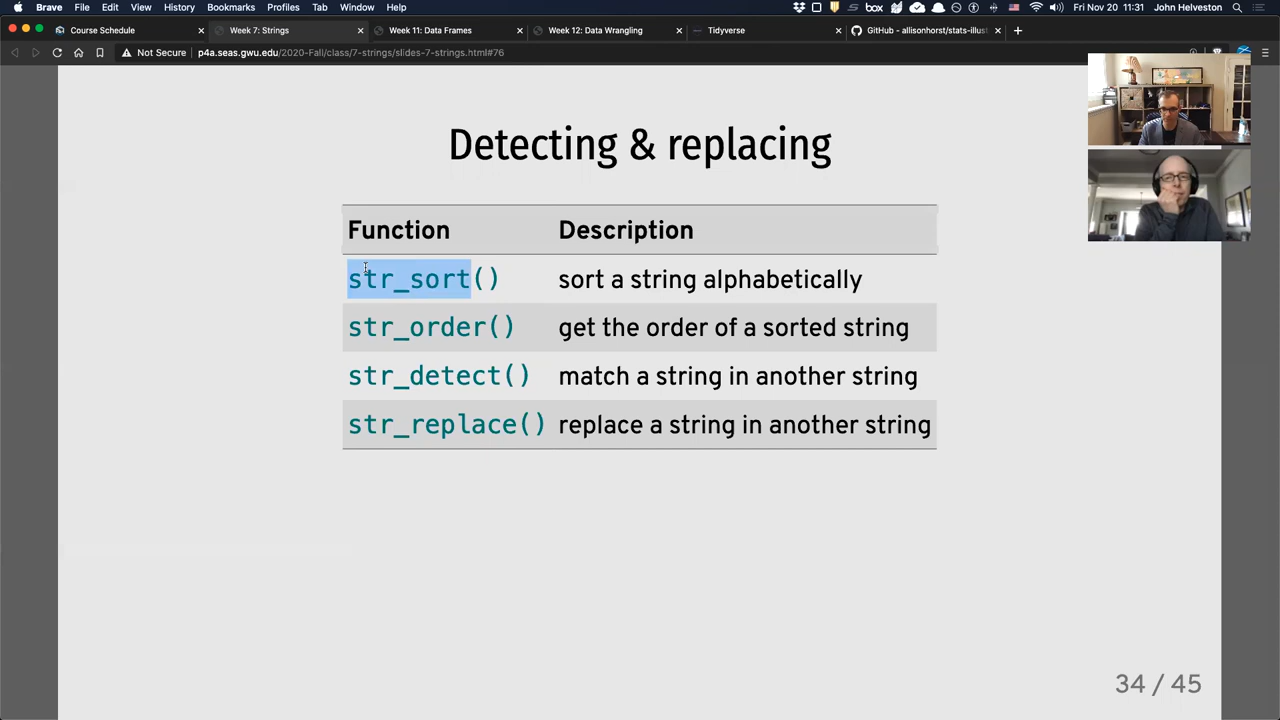 Brave File Edit View History Bookmarks Profiles Tab Window Help box Fri Nov 20 11:31 John Helveston
Course Schedule Week 7: Strings Week 11: Data Frames Week 12: Data Wrangling Tidyverse GitHub - allisonhorst/stats-illust
Not Secure p4a.seas.gwu.edu/2020-Fall/class/7-strings/slides-7-strings.html#76
Detecting & replacing
Function Description
str_sort() sort a string alphabetically
str_order() get the order of a sorted string
str_detect() match a string in another string
str_replace() replace a string in another string
34 / 45